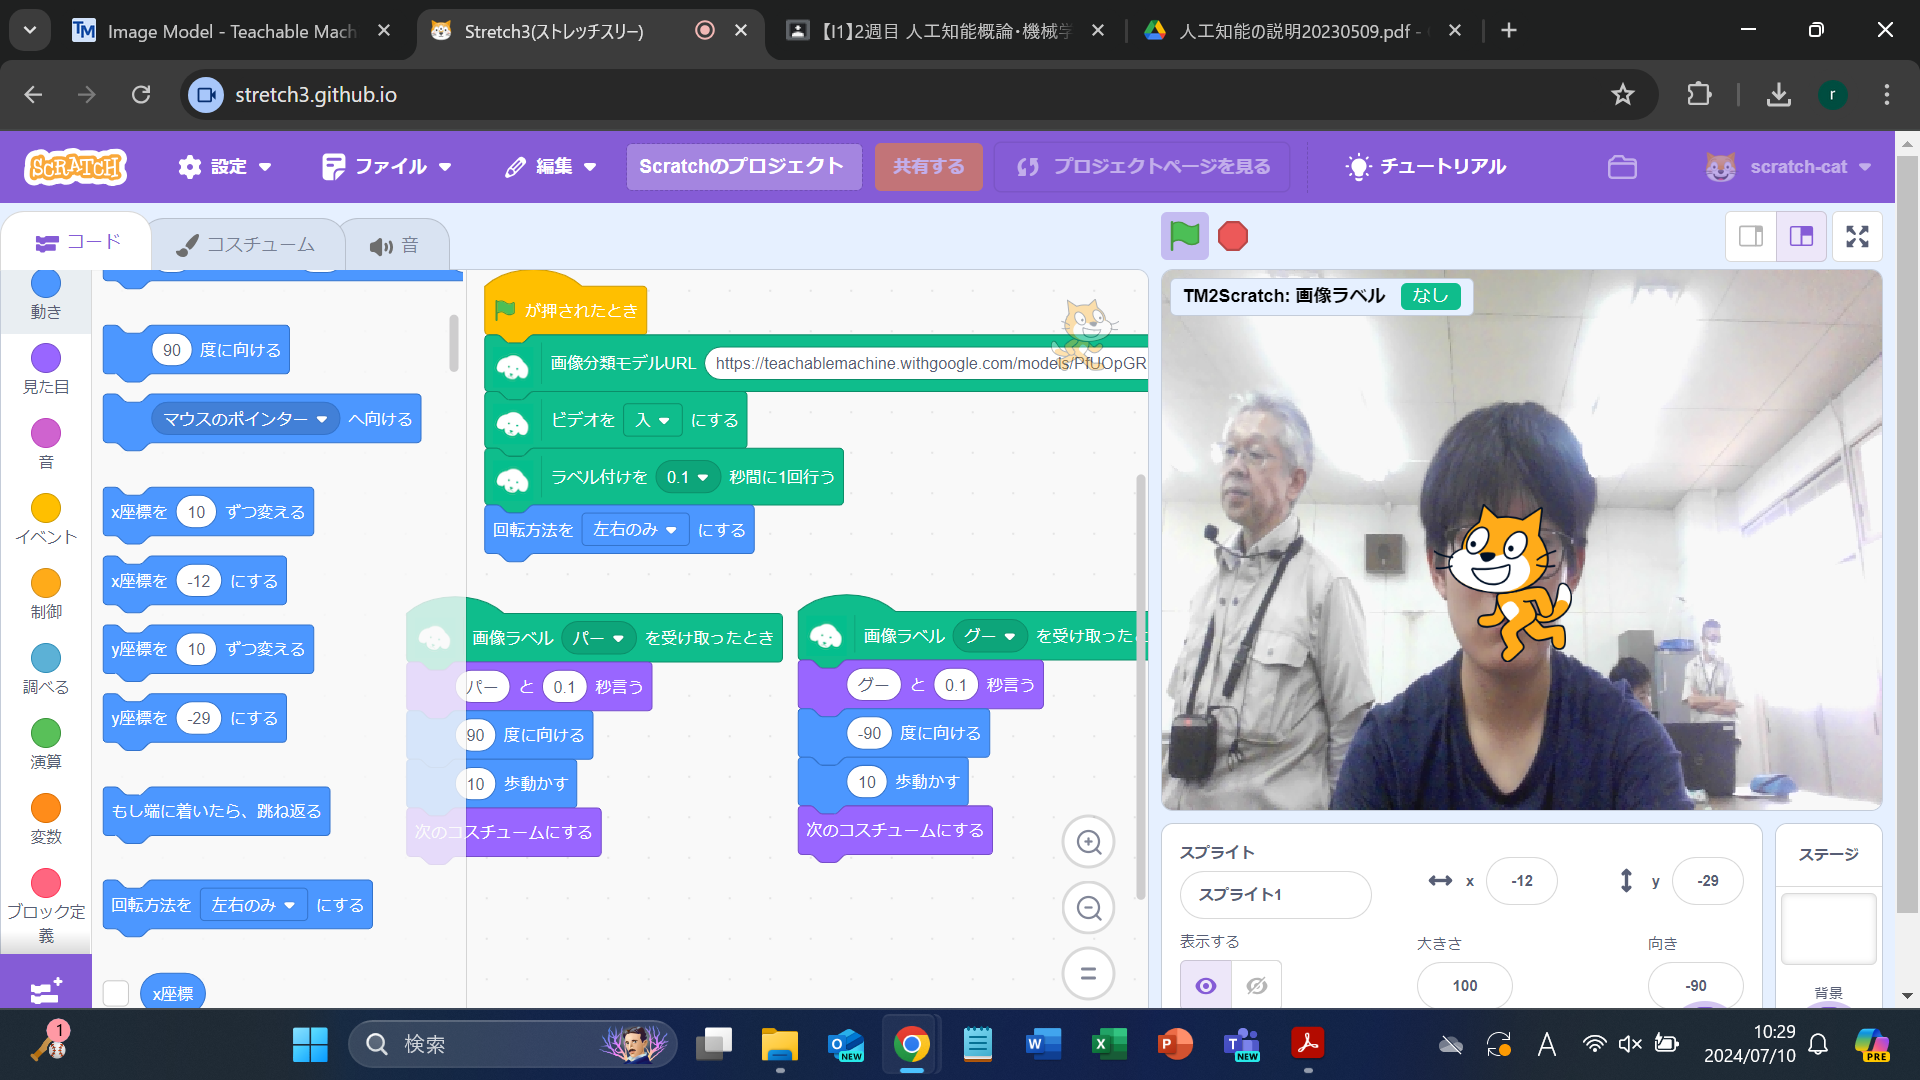 Image Model - Teachable Mach
Stretch3(ストレッチスリー)
【I1】2週目 人工知能概論・機械学
人工知能の説明20230509.pdf -
stretch3.github.io
r
SCRATCH
設定
ファイル
編集
Scratchのプロジェクト
共有する
プロジェクトページを見る
チュートリアル
scratch-cat
コード
コスチューム
音
動き
見た目
音
イベント
制御
調べる
演算
変数
ブロック定
義
90 度に向ける
マウスのポインター へ向ける
x座標を 10 ずつ変える
x座標を -12 にする
y座標を 10 ずつ変える
y座標を -29 にする
もし端に着いたら、跳ね返る
回転方法を 左右のみ にする
x座標
が押されたとき
画像分類モデルURL https://teachablemachine.withgoogle.com/models/PfUOpGR
ビデオを 入 にする
ラベル付けを 0.1 秒間に1回行う
回転方法を 左右のみ にする
画像ラベル パー を受け取ったとき
パー と 0.1 秒言う
90 度に向ける
10 歩動かす
次のコスチュームにする
画像ラベル グー を受け取った
グー と 0.1 秒言う
-90 度に向ける
10 歩動かす
次のコスチュームにする
TM2Scratch: 画像ラベル なし
スプライト
スプライト1
x -12
y -29
表示する
大きさ
100
向き
-90
ステージ
背景
1
検索
NEW
NEW
A
10:29
2024/07/10
PRE